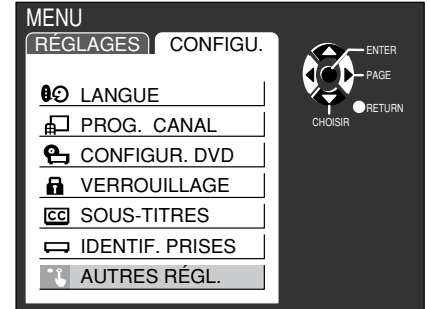 MENU
RÉGLAGES CONFIGU.
LANGUE
PROG. CANAL
CONFIGUR. DVD
VERROUILLAGE
CC SOUS-TITRES
IDENTIF. PRISES
AUTRES RÉGL.
ENTER
PAGE
RETURN
CHOISIR